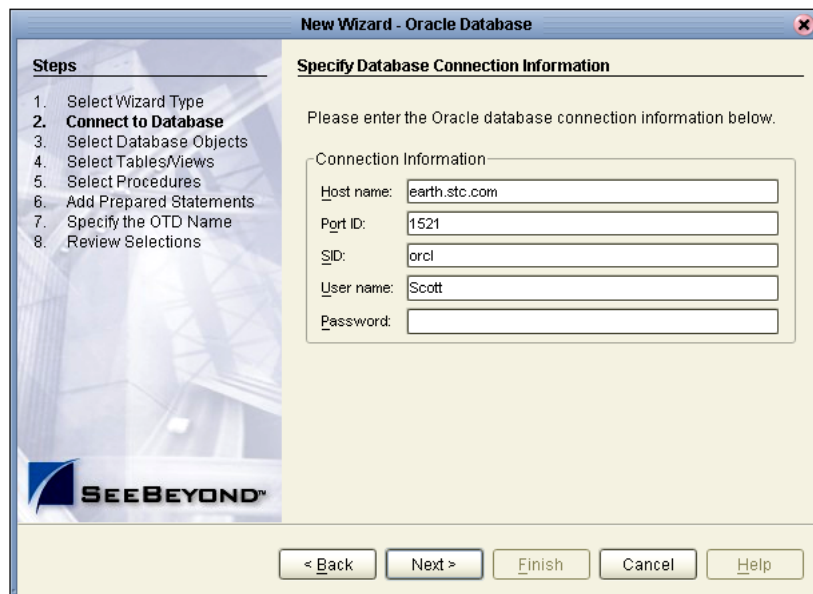 New Wizard - Oracle Database
Steps
1. Select Wizard Type
2. Connect to Database
3. Select Database Objects
4. Select Tables/Views
5. Select Procedures
6. Add Prepared Statements
7. Specify the OTD Name
8. Review Selections
SEEBEYOND™
Specify Database Connection Information
Please enter the Oracle database connection information below.
Connection Information
Host name: earth.stc.com
Port ID: 1521
SID: orcl
User name: Scott
Password:
< Back Next > Finish Cancel Help